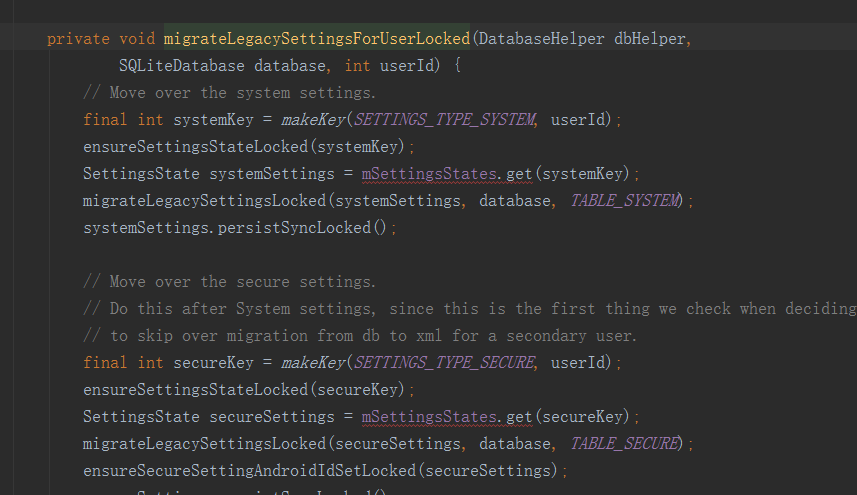 private void migrateLegacySettingsForUserLocked(DatabaseHelper dbHelper,
SQLiteDatabase database, int userId) {
// Move over the system settings.
final int systemKey = makeKey(SETTINGS_TYPE_SYSTEM, userId);
ensureSettingsStateLocked(systemKey);
SettingsState systemSettings = mSettingsStates.get(systemKey);
migrateLegacySettingsLocked(systemSettings, database, TABLE_SYSTEM);
systemSettings.persistSyncLocked();
// Move over the secure settings.
// Do this after System settings, since this is the first thing we check when deciding
// to skip over migration from db to xml for a secondary user.
final int secureKey = makeKey(SETTINGS_TYPE_SECURE, userId);
ensureSettingsStateLocked(secureKey);
SettingsState secureSettings = mSettingsStates.get(secureKey);
migrateLegacySettingsLocked(secureSettings, database, TABLE_SECURE);
ensureSecureSettingAndroidIdSetLocked(secureSettings);